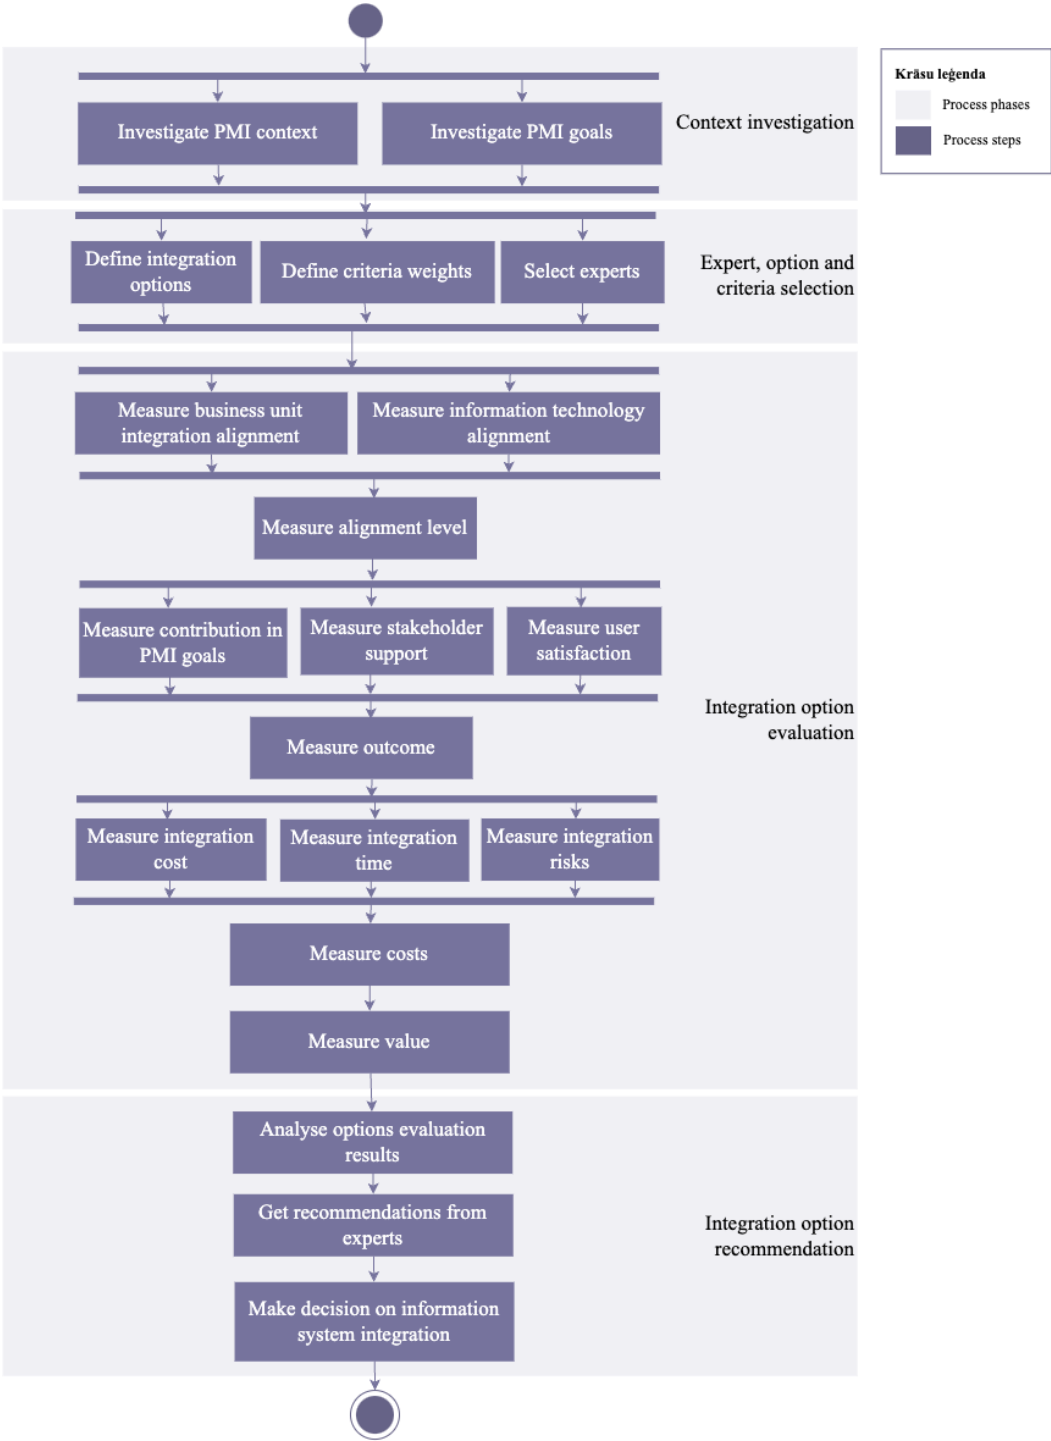 Krāsu leģenda
Process phases
Process steps
Investigate PMI context
Investigate PMI goals
Context investigation
Define integration
options
Define criteria weights
Select experts
Expert, option and
criteria selection
Measure business unit
integration alignment
Measure information technology
alignment
Measure alignment level
Measure contribution in
PMI goals
Measure stakeholder
support
Measure user
satisfaction
Integration option
evaluation
Measure outcome
Measure integration
cost
Measure integration
time
Measure integration
risks
Measure costs
Measure value
Analyse options evaluation
results
Get recommendations from
experts
Integration option
recommendation
Make decision on information
system integration